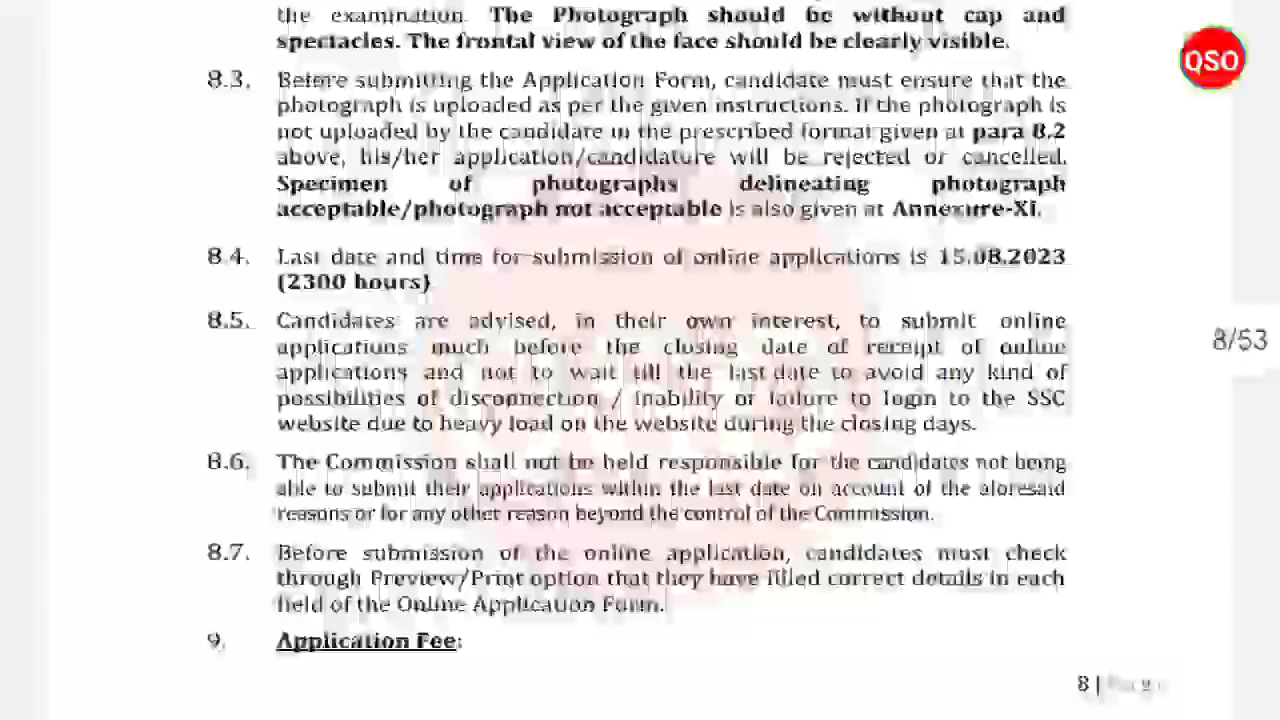 the examination. The Photograph should be without cap and
spectacles. The frontal view of the face should be clearly visible.
QSO
8.3. Before submitting the Application Form, candidate must ensure that the
photograph is uploaded as per the given instructions. If the photograph is
not uploaded by the candidate in the prescribed format given at para 8.2
above, his/her application/candidature will be rejected or cancelled.
Specimen of photographs delineating photograph
acceptable/photograph not acceptable is also given at Annexure-XI.
8.4. Last date and time for submission of online applications is 15.08.2023
(2300 hours)
8.5. Candidates are advised, in their own interest, to submit online
applications much before the closing date of receipt of online
applications and not to wait till the last date to avoid any kind of
possibilities of disconnection / inability or failure to login to the SSC
website due to heavy load on the website during the closing days.
8/53
8.6. The Commission shall not be held responsible for the candidates not being
able to submit their applications within the last date on account of the aforesaid
reasons or for any other reason beyond the control of the Commission.
8.7. Before submission of the online application, candidates must check
through Preview/Print option that they have filled correct details in each
field of the Online Application Form.
9. Application Fee:
8 |